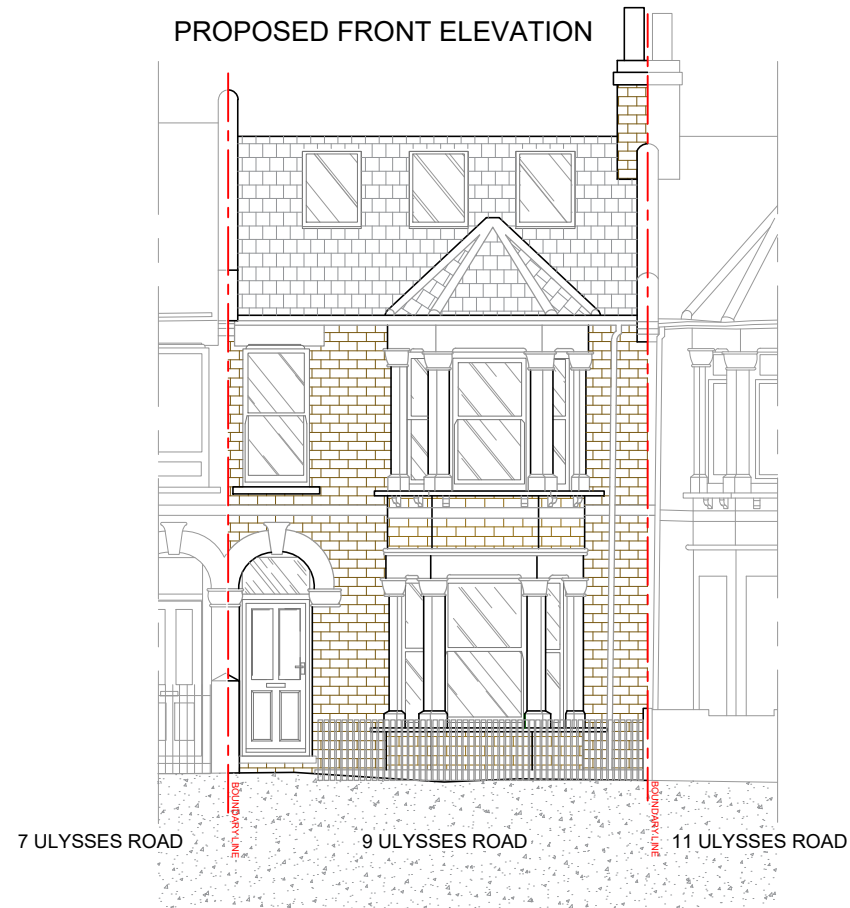 PROPOSED FRONT ELEVATION
BOUNDARY LINE
BOUNDARY LINE
7 ULYSSES ROAD
9 ULYSSES ROAD
11 ULYSSES ROAD